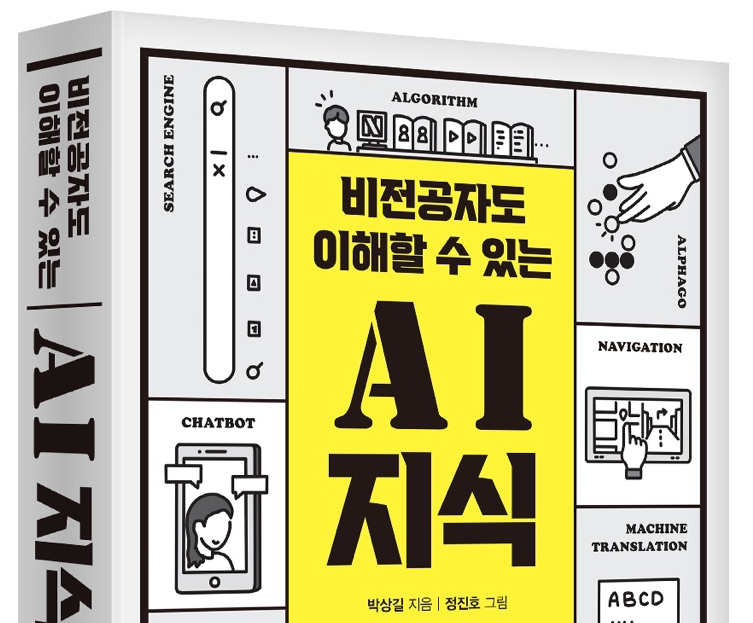 비전공자도
이해할 수 있는
AI 지식
SEARCH ENGINE
ALGORITHM
N
ALPHAGO
비전공자도
이해할 수 있는
AI
지식
NAVIGATION
CHATBOT
MACHINE
TRANSLATION
ABCD
박상길 지음 | 정진호 그림